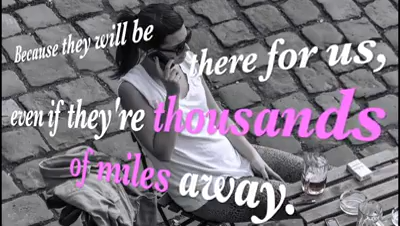 Because they will be
there for us,
even if they're thousands
of miles away.